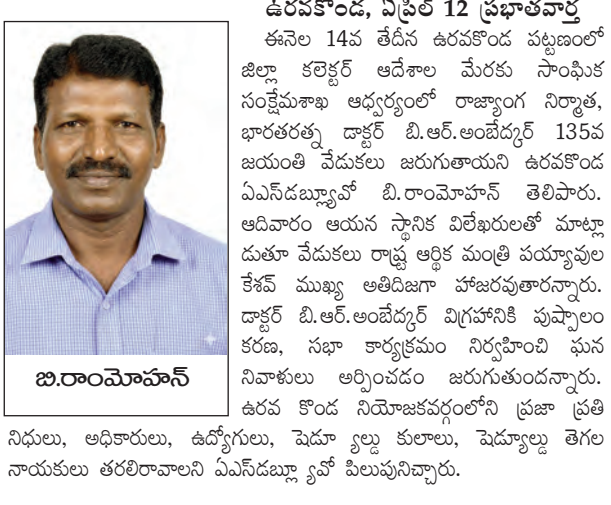 ఉరవకొండ, ఏప్రిల్ 12 ప్రభాతవార్త
ఈనెల 14వ తేదీన ఉరవకొండ పట్టణంలో
జిల్లా కలెక్టర్ ఆదేశాల మేరకు సాంఘిక
సంక్షేమశాఖ ఆధ్వర్యంలో రాజ్యాంగ నిర్మాత,
భారతరత్న డాక్టర్ బి.ఆర్.అంబేద్కర్ 135వ
జయంతి వేడుకలు జరుగుతాయని ఉరవకొండ
ఏఎస్‌డబ్ల్యూవో బి.రాంమోహన్ తెలిపారు.
ఆదివారం ఆయన స్థానిక విలేఖరులతో మాట్లా
డుతూ వేడుకలు రాష్ట్ర ఆర్థిక మంత్రి పయ్యావుల
కేశవ్ ముఖ్య అతిదిజగా హాజరవుతారన్నారు.
డాక్టర్ బి.ఆర్.అంబేద్కర్ విగ్రహానికి పుష్పాలం
కరణ, సభా కార్యక్రమం నిర్వహించి ఘన
నివాళులు అర్పించడం జరుగుతుందన్నారు.
ఉరవ కొండ నియోజకవర్గంలోని ప్రజా ప్రతి
నిధులు, అధికారులు, ఉద్యోగులు, షెడూ ్యల్డు కులాలు, షెడ్యూల్డు తెగల
నాయకులు తరలిరావాలని ఏఎస్‌డబ్లూ ్యవో పిలుపునిచ్చారు.
బి.రాంమోహన్